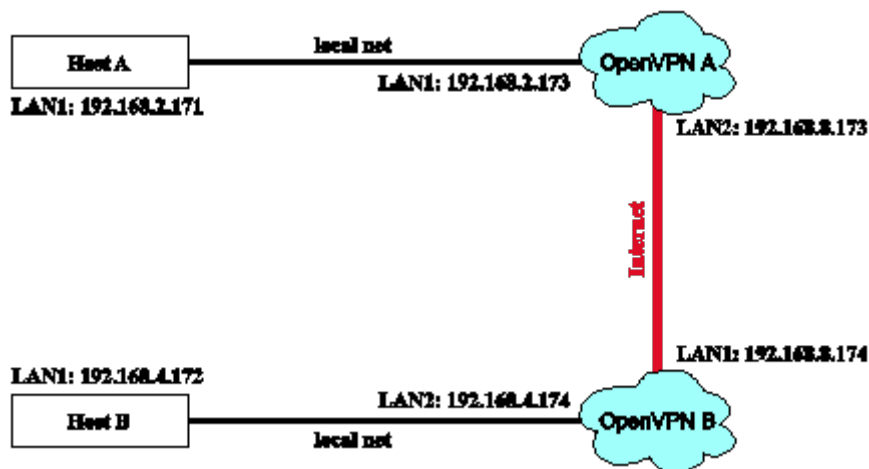 local net
Host A
OpenVPN A
LAN1: 192.168.2.173
LAN1: 192.168.2.171
LAN2: 192.168.8.173
Internet
LAN1: 192.168.8.174
LAN1: 192.168.4.172
LAN2: 192.168.4.174
Host B
OpenVPN B
local net